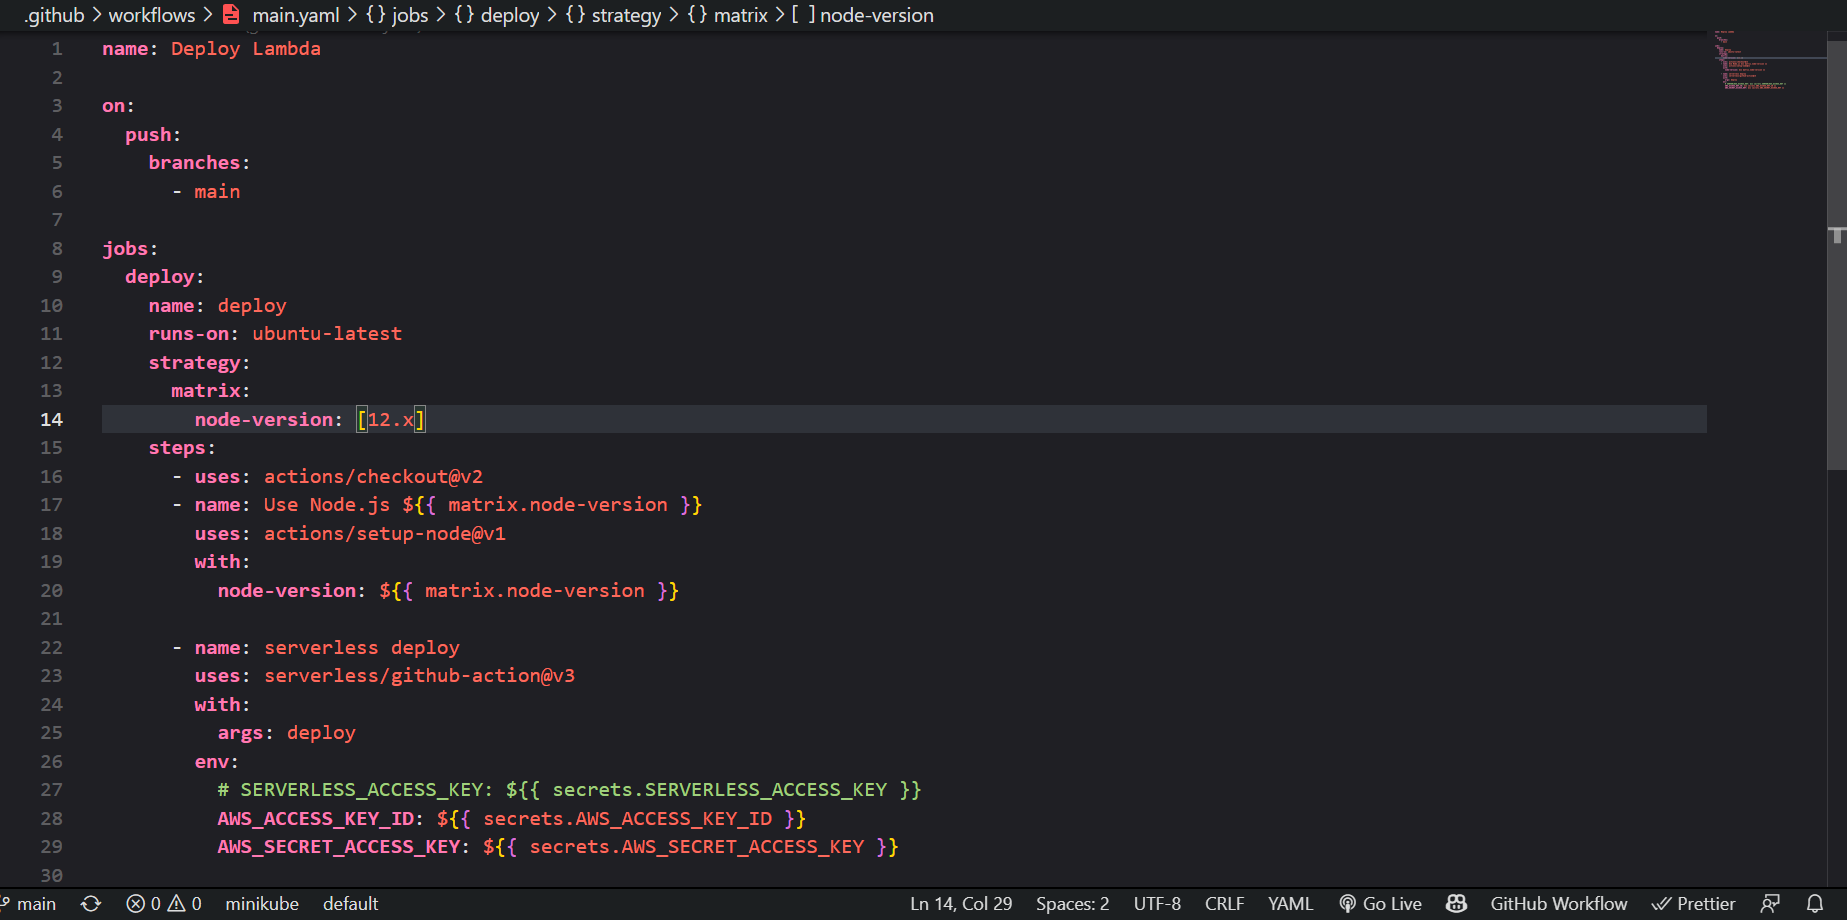 .github > workflows > main.yaml > {} jobs > {} deploy > {} strategy > {} matrix > [ ] node-version
1 name: Deploy Lambda
2
3 on:
4   push:
5     branches:
6       - main
7
8 jobs:
9   deploy:
10     name: deploy
11     runs-on: ubuntu-latest
12     strategy:
13       matrix:
14         node-version: [12.x]
15     steps:
16       - uses: actions/checkout@v2
17       - name: Use Node.js ${{ matrix.node-version }}
18         uses: actions/setup-node@v1
19         with:
20           node-version: ${{ matrix.node-version }}
21
22       - name: serverless deploy
23         uses: serverless/github-action@v3
24         with:
25           args: deploy
26         env:
27           # SERVERLESS_ACCESS_KEY: ${{ secrets.SERVERLESS_ACCESS_KEY }}
28           AWS_ACCESS_KEY_ID: ${{ secrets.AWS_ACCESS_KEY_ID }}
29           AWS_SECRET_ACCESS_KEY: ${{ secrets.AWS_SECRET_ACCESS_KEY }}
30
main 0 0 minikube default Ln 14, Col 29 Spaces: 2 UTF-8 CRLF YAML Go Live GitHub Workflow Prettier